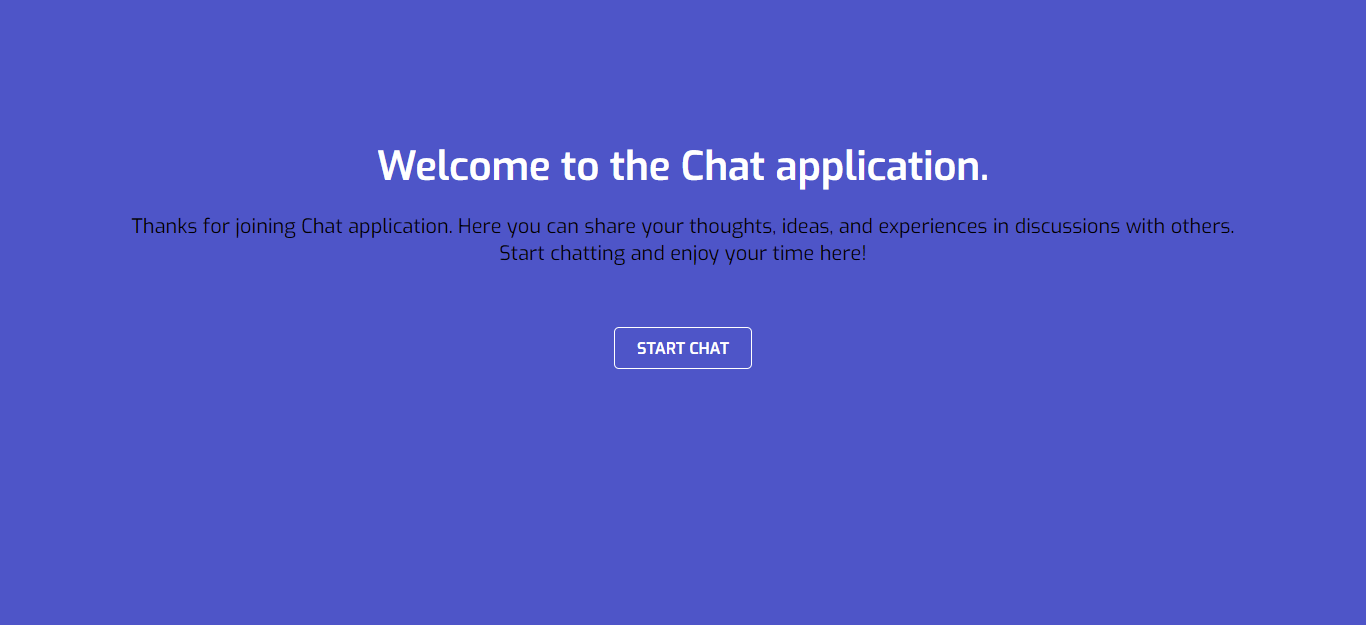 Welcome to the Chat application.
Thanks for joining Chat application. Here you can share your thoughts, ideas, and experiences in discussions with others.
Start chatting and enjoy your time here!
START CHAT